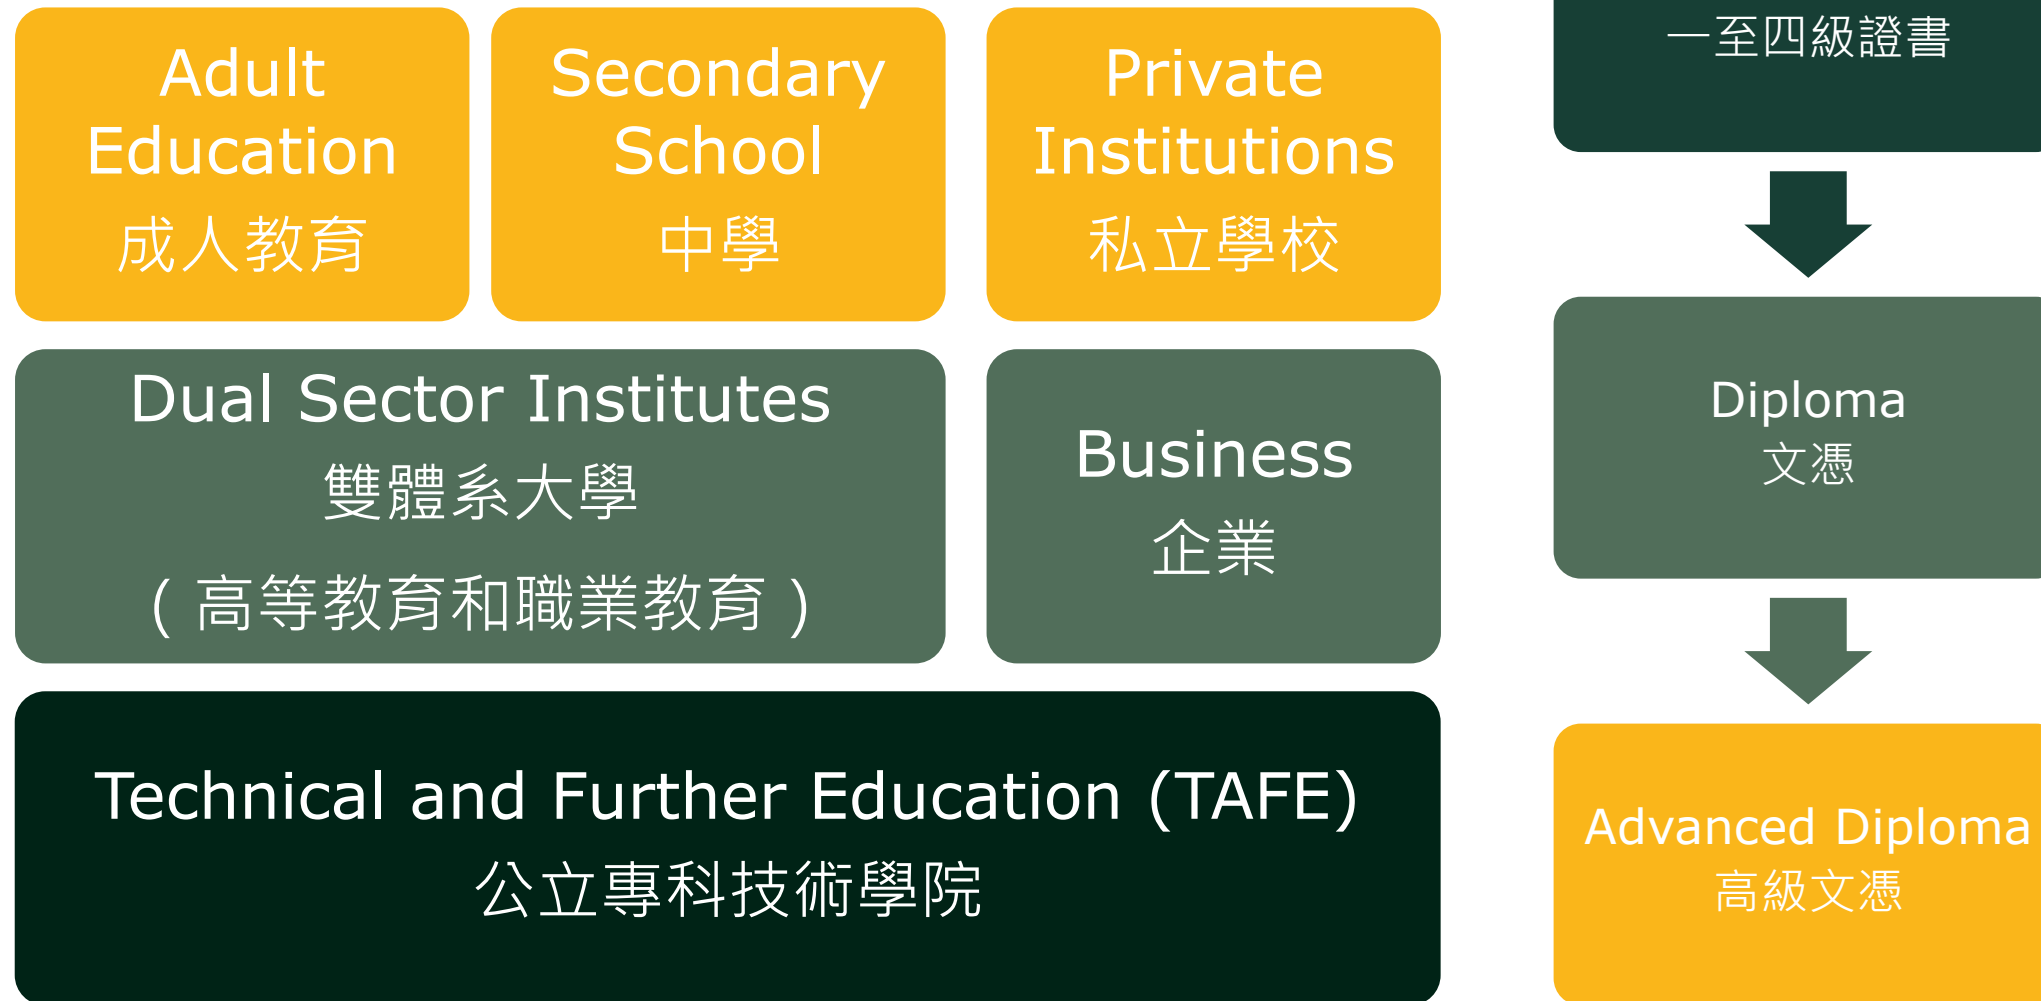 Adult
Education
成人教育
Secondary
School
中學
Private
Institutions
私立學校
Dual Sector Institutes
雙體系大學
( 高等教育和職業教育 )
Business
企業
Technical and Further Education (TAFE)
公立專科技術學院
一至四級證書
Diploma
文憑
Advanced Diploma
高級文憑